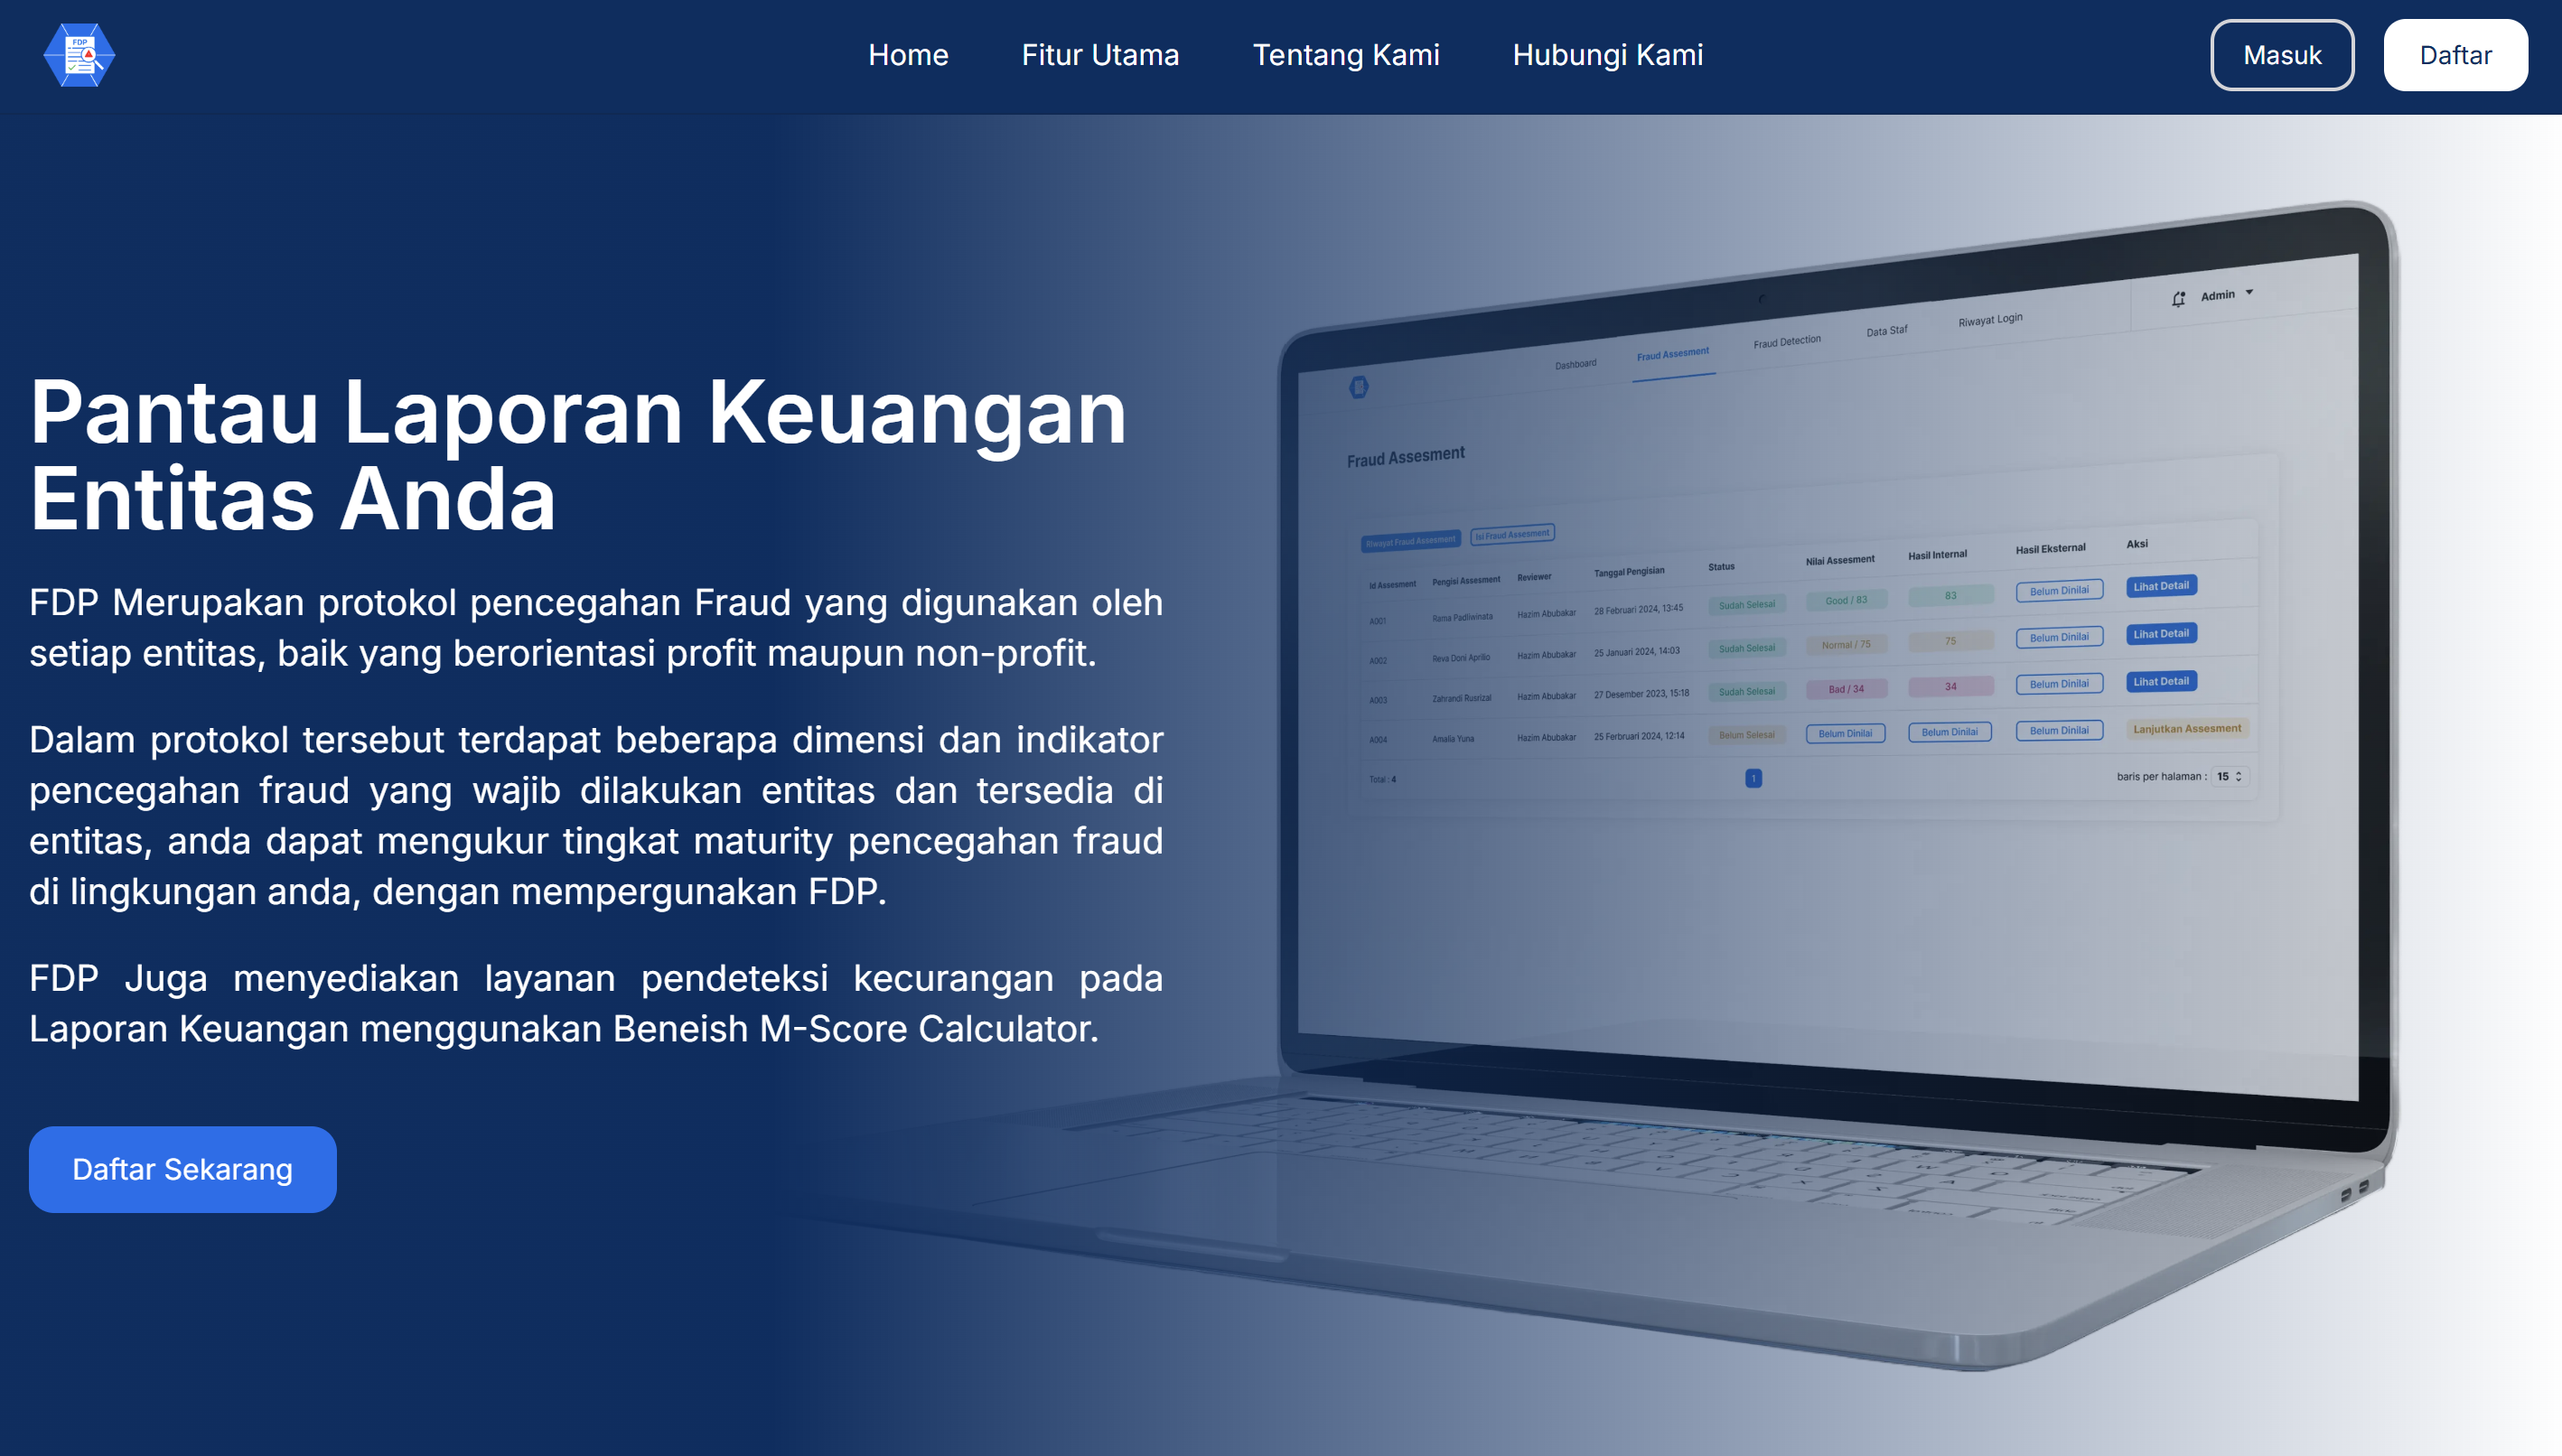 FDP
Home
Fitur Utama
Tentang Kami
Hubungi Kami
Masuk
Daftar
Pantau Laporan Keuangan
Entitas Anda
FDP Merupakan protokol pencegahan Fraud yang digunakan oleh
setiap entitas, baik yang berorientasi profit maupun non-profit.
Dalam protokol tersebut terdapat beberapa dimensi dan indikator
pencegahan fraud yang wajib dilakukan entitas dan tersedia di
entitas, anda dapat mengukur tingkat maturity pencegahan fraud
di lingkungan anda, dengan mempergunakan FDP.
FDP Juga menyediakan layanan pendeteksi kecurangan pada
Laporan Keuangan menggunakan Beneish M-Score Calculator.
Daftar Sekarang
Dashboard
Fraud Assesment
Fraud Detection
Data Staf
Riwayat Login
Admin
Fraud Assesment
Riwayat Fraud Assesment
Isi Fraud Assesment
Id Assesment Pengisi Assesment Reviewer Tanggal Pengisian Status Nilai Assesment Hasil Internal Hasil Eksternal Aksi
A001 Rama Padliwinata Hazim Abubakar 28 Februari 2024, 13:45 Sudah Selesai Good / 83 83 Belum Dinilai Lihat Detail
A002 Reva Doni Aprilio Hazim Abubakar 25 Januari 2024, 14:03 Sudah Selesai Normal / 75 75 Belum Dinilai Lihat Detail
A003 Zahrandi Rusrizal Hazim Abubakar 27 Desember 2023, 15:18 Sudah Selesai Bad / 34 34 Belum Dinilai Lihat Detail
A004 Amalia Yuna Hazim Abubakar 25 Ferbruari 2024, 12:14 Belum Selesai Belum Dinilai Belum Dinilai Belum Dinilai Lanjutkan Assesment
Total : 4
1
baris per halaman : 15